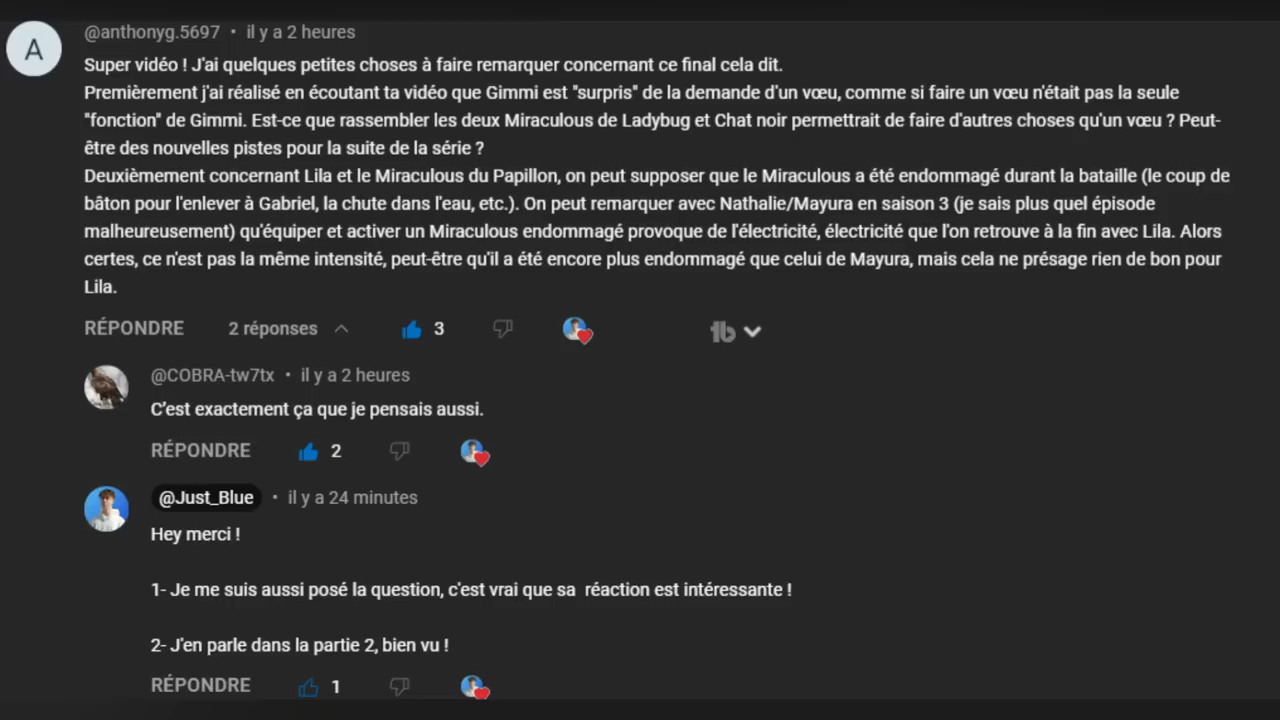 A
@anthonyg.5697 • il y a 2 heures
Super vidéo ! J'ai quelques petites choses à faire remarquer concernant ce final cela dit.
Premièrement j'ai réalisé en écoutant ta vidéo que Gimmi est "surpris" de la demande d'un vœu, comme si faire un vœu n'était pas la seule
"fonction" de Gimmi. Est-ce que rassembler les deux Miraculous de Ladybug et Chat noir permettrait de faire d'autres choses qu'un vœu ? Peut-
être des nouvelles pistes pour la suite de la série ?
Deuxièmement concernant Lila et le Miraculous du Papillon, on peut supposer que le Miraculous a été endommagé durant la bataille (le coup de
bâton pour l'enlever à Gabriel, la chute dans l'eau, etc.). On peut remarquer avec Nathalie/Mayura en saison 3 (je sais plus quel épisode
malheureusement) qu'équiper et activer un Miraculous endommagé provoque de l'électricité, électricité que l'on retrouve à la fin avec Lila. Alors
certes, ce n'est pas la même intensité, peut-être qu'il a été encore plus endommagé que celui de Mayura, mais cela ne présage rien de bon pour
Lila.
RÉPONDRE 2 réponses 3 tb
@COBRA-tw7tx • il y a 2 heures
C'est exactement ça que je pensais aussi.
RÉPONDRE 2
@Just_Blue • il y a 24 minutes
Hey merci !
1- Je me suis aussi posé la question, c'est vrai que sa  réaction est intéressante !
2- J'en parle dans la partie 2, bien vu !
RÉPONDRE 1